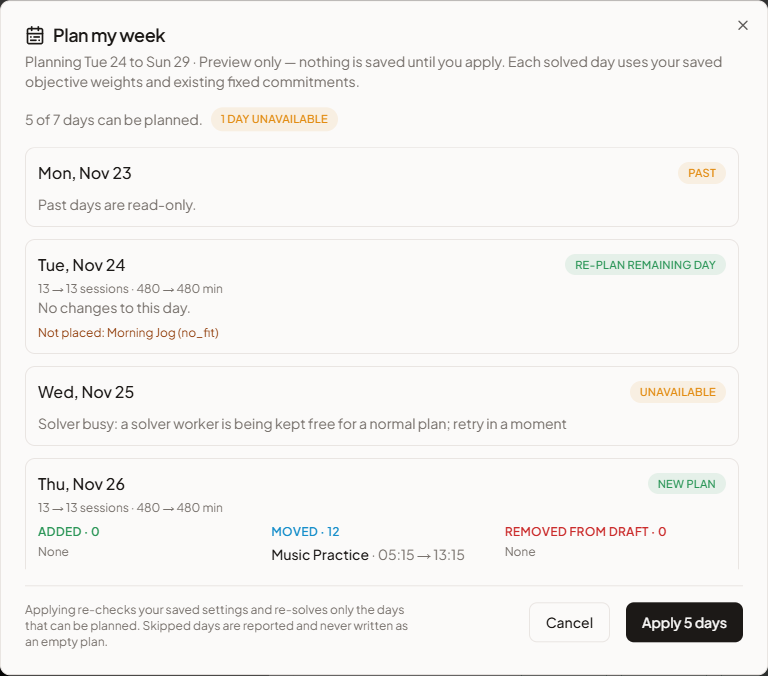 Plan my week
Planning Tue 24 to Sun 29 · Preview only — nothing is saved until you apply. Each solved day uses your saved
objective weights and existing fixed commitments.
5 of 7 days can be planned.
1 DAY UNAVAILABLE
Mon, Nov 23
PAST
Past days are read-only.
Tue, Nov 24
RE-PLAN REMAINING DAY
13 → 13 sessions · 480 → 480 min
No changes to this day.
Not placed: Morning Jog (no_fit)
Wed, Nov 25
UNAVAILABLE
Solver busy: a solver worker is being kept free for a normal plan; retry in a moment
Thu, Nov 26
NEW PLAN
13 → 13 sessions · 480 → 480 min
ADDED · 0
None
MOVED · 12
Music Practice · 05:15 → 13:15
REMOVED FROM DRAFT · 0
None
Applying re-checks your saved settings and re-solves only the days
that can be planned. Skipped days are reported and never written as
an empty plan.
Cancel
Apply 5 days